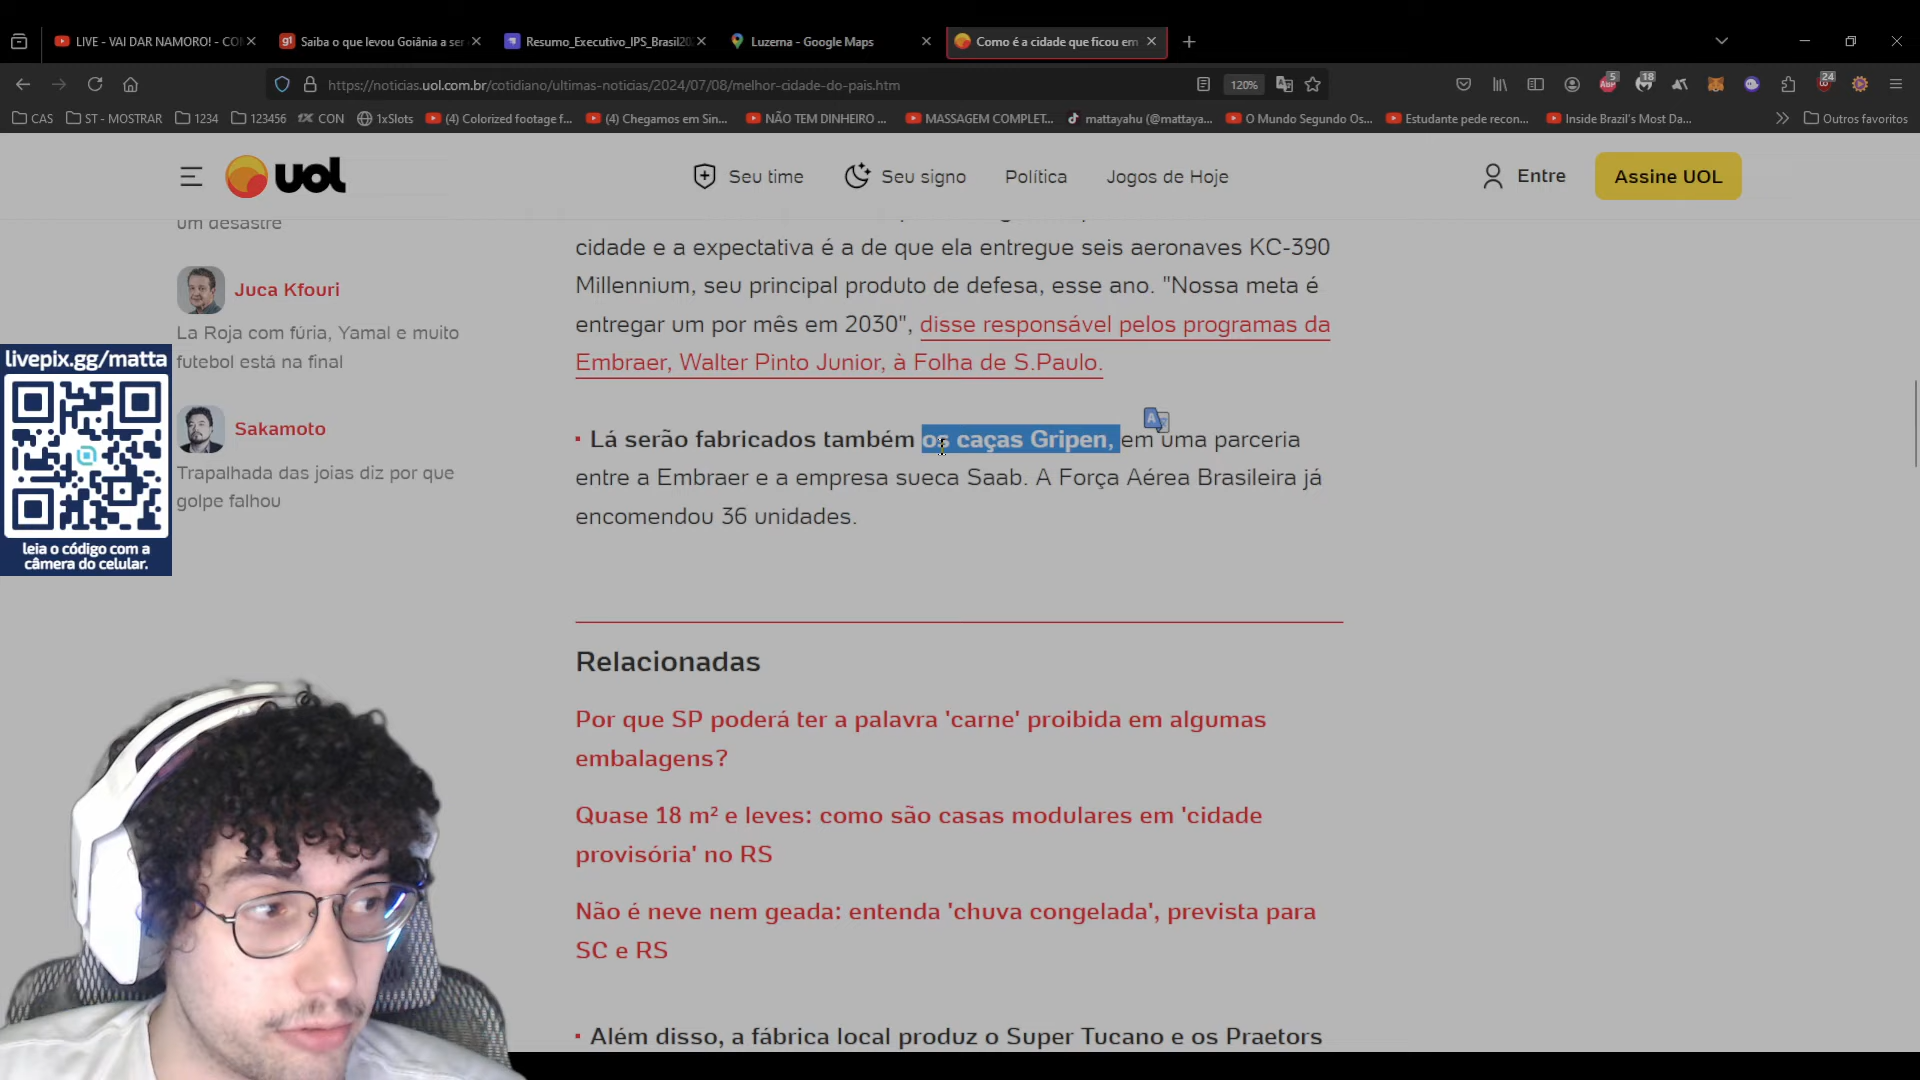 LIVE - VAI DAR NAMORO! - CO
Saiba o que levou Goiânia a ser
Resumo_Executivo_IPS_Brasil20
Luzerna - Google Maps
Como é a cidade que ficou em
https://noticias.uol.com.br/cotidiano/ultimas-noticias/2024/07/08/melhor-cidade-do-pais.htm
120%
5
18
24
CAS
ST - MOSTRAR
1234
123456
CON
1xSlots
(4) Colorized footage f...
(4) Chegamos em Sin...
NÃO TEM DINHEIRO ...
MASSAGEM COMPLET...
mattayahu (@mattaya...
O Mundo Segundo Os...
Estudante pede recon...
Inside Brazil's Most Da...
Outros favoritos
uol
Seu time
Seu signo
Política
Jogos de Hoje
Entre
Assine UOL
um desastre
Juca Kfouri
La Roja com fúria, Yamal e muito
futebol está na final
Sakamoto
Trapalhada das joias diz por que
golpe falhou
livepix.gg/matta
leia o código com a
câmera do celular.
cidade e a expectativa é a de que ela entregue seis aeronaves KC-390
Millennium, seu principal produto de defesa, esse ano. "Nossa meta é
entregar um por mês em 2030", disse responsável pelos programas da
Embraer, Walter Pinto Junior, à Folha de S.Paulo.
Lá serão fabricados também os caças Gripen, em uma parceria
entre a Embraer e a empresa sueca Saab. A Força Aérea Brasileira já
encomendou 36 unidades.
Relacionadas
Por que SP poderá ter a palavra 'carne' proibida em algumas
embalagens?
Quase 18 m² e leves: como são casas modulares em 'cidade
provisória' no RS
Não é neve nem geada: entenda 'chuva congelada', prevista para
SC e RS
Além disso, a fábrica local produz o Super Tucano e os Praetors